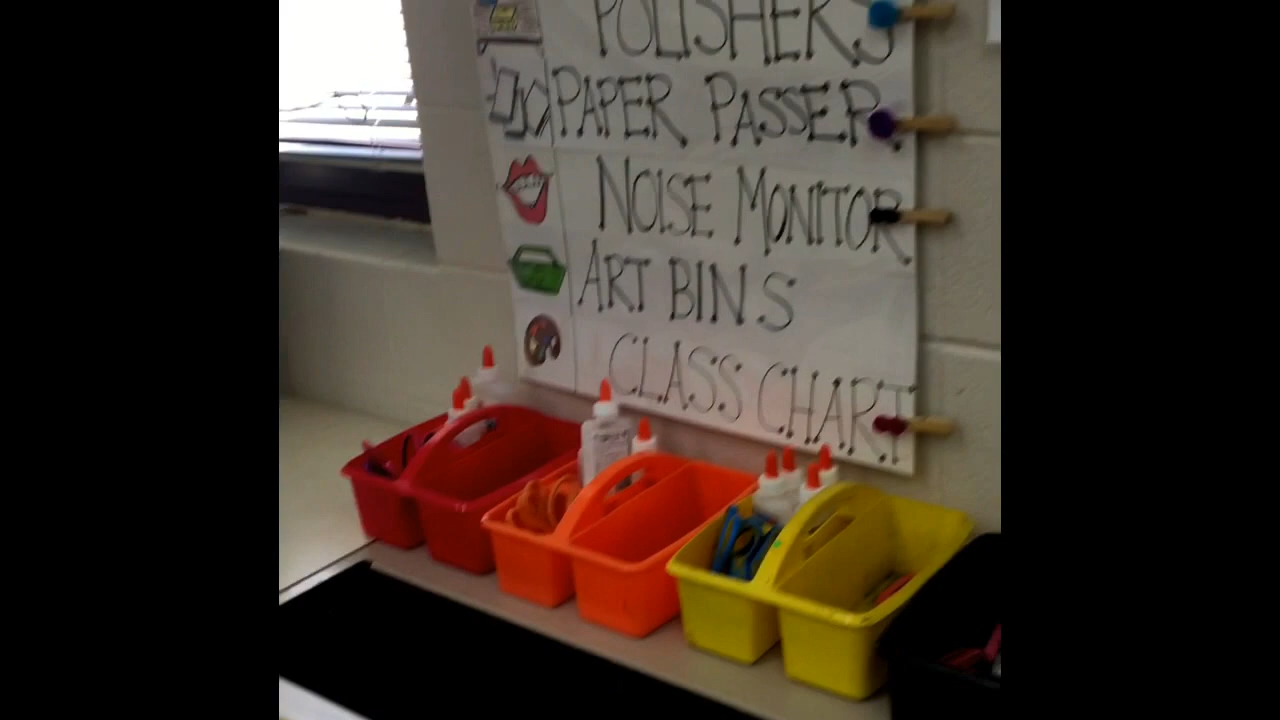 POLISHERS
PAPER PASSER
NOISE MONITOR
ART BINS
CLASS CHART